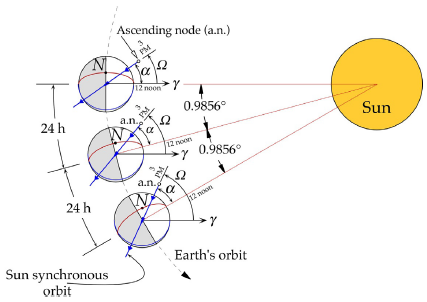 Ascending node (a.n.)
3 PM
Ω
N
α
γ
12 noon
0.9856°
Sun
24 h
a.n.
3 PM
Ω
N
α
12 noon
γ
0.9856°
24 h
a.n.
3 PM
Ω
N
α
12 noon
γ
Earth's orbit
Sun synchronous
orbit